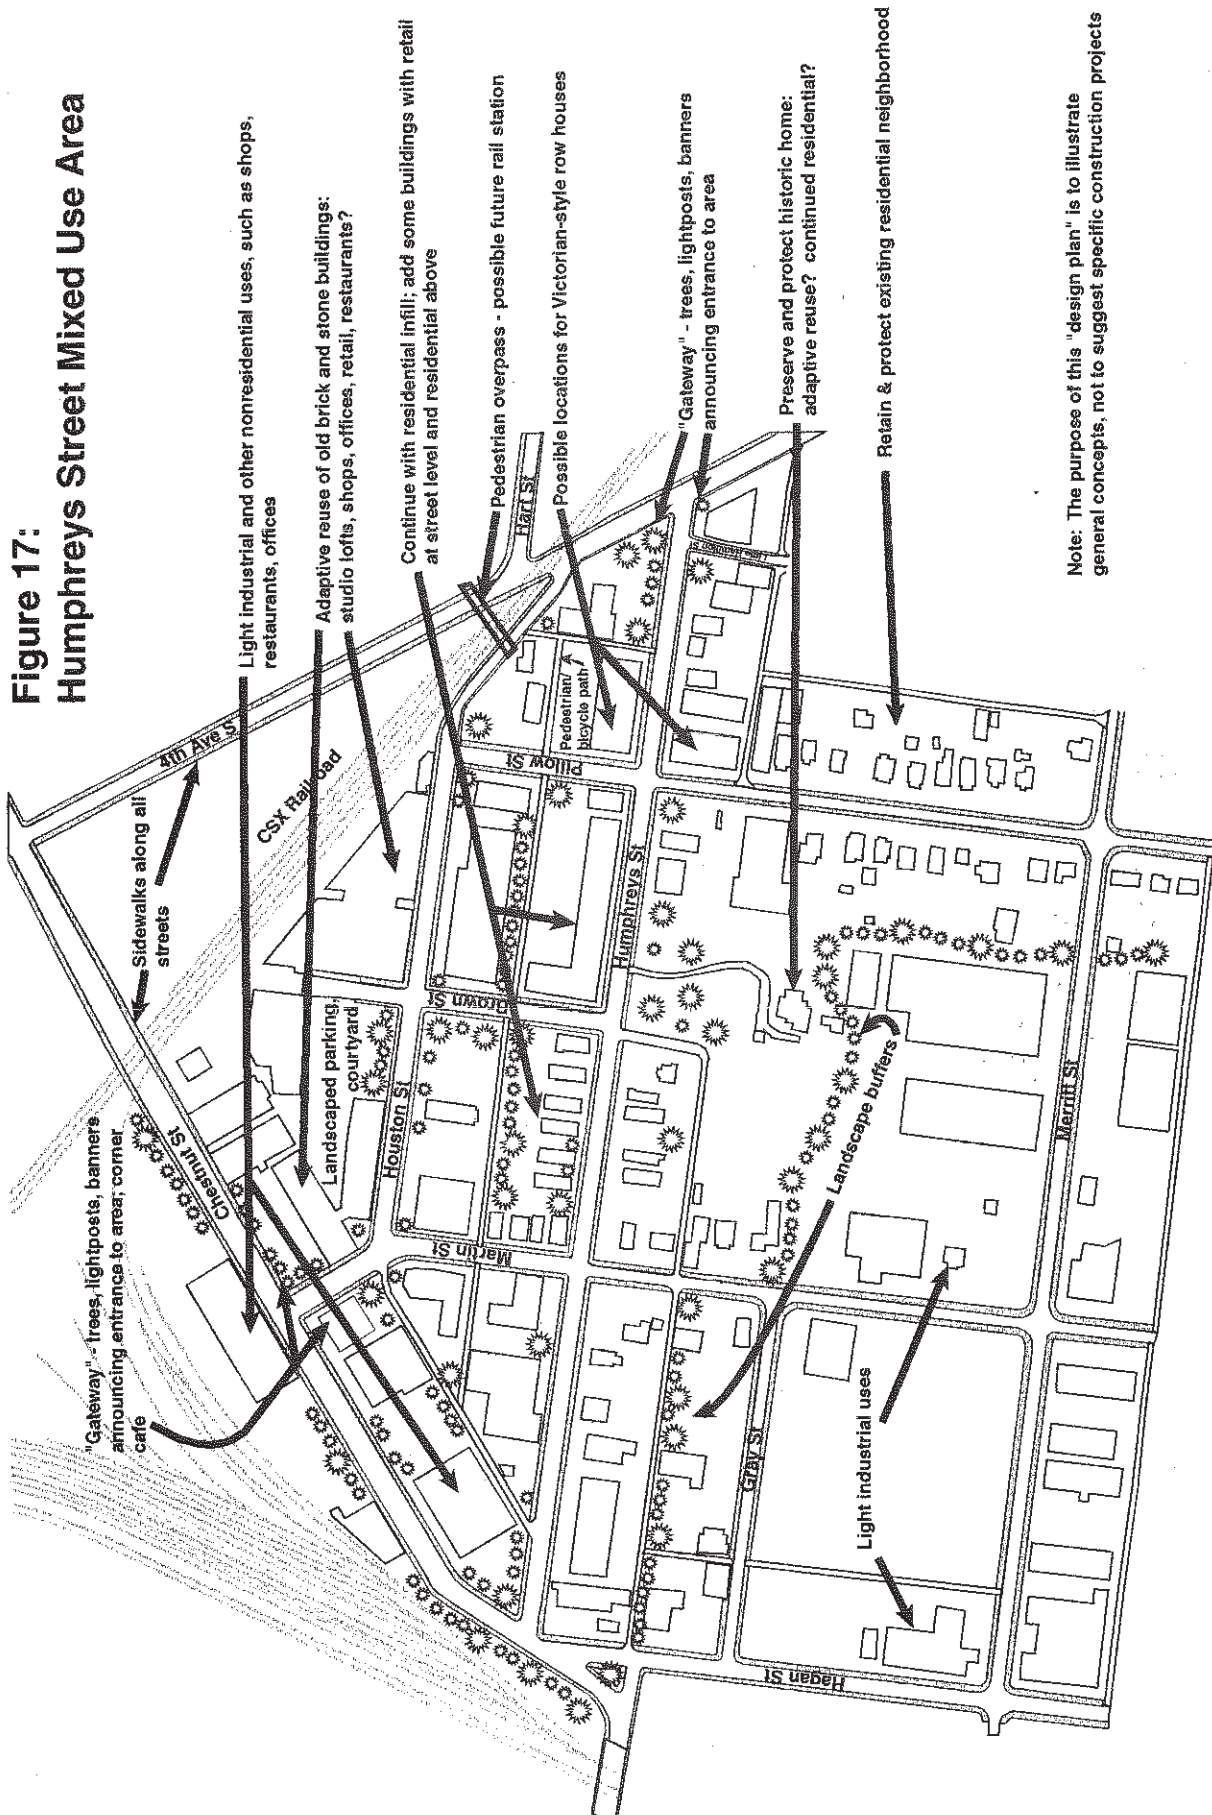 Figure 17:
Humphreys Street Mixed Use Area
Light industrial and other nonresidential uses, such as shops,
restaurants, offices
Adaptive reuse of old brick and stone buildings:
studio lofts, shops, offices, retail, restaurants?
Continue with residential infill; add some buildings with retail
at street level and residential above
Pedestrian overpass - possible future rail station
Possible locations for Victorian-style row houses
"Gateway" - trees, lightposts, banners
announcing entrance to area
Preserve and protect historic home:
adaptive reuse? continued residential?
Retain & protect existing residential neighborhood
Note: The purpose of this "design plan" is to illustrate
general concepts, not to suggest specific construction projects
"Gateway" - trees, lightposts, banners
announcing entrance to area; corner
cafe
Sidewalks along all
streets
4th Ave S
CSX Railroad
Chestnut St
Landscaped parking,
courtyard
Houston St
Martin St
Brown St
Pillow St
Hart St
Pedestrian/
bicycle path
Humphreys St
Landscape buffers
Merritt St
Gray St
Light industrial uses
Hagan St